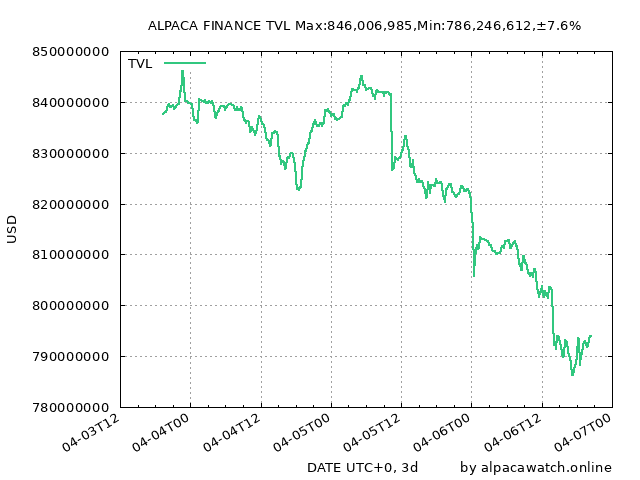 ALPACA FINANCE TVL Max:846,006,985,Min:786,246,612,±7.6%
TVL
850000000
840000000
830000000
820000000
810000000
800000000
790000000
780000000
USD
04-03T12
04-04T00
04-04T12
04-05T00
04-05T12
04-06T00
04-06T12
04-07T00
DATE UTC+0, 3d
by alpacawatch.online